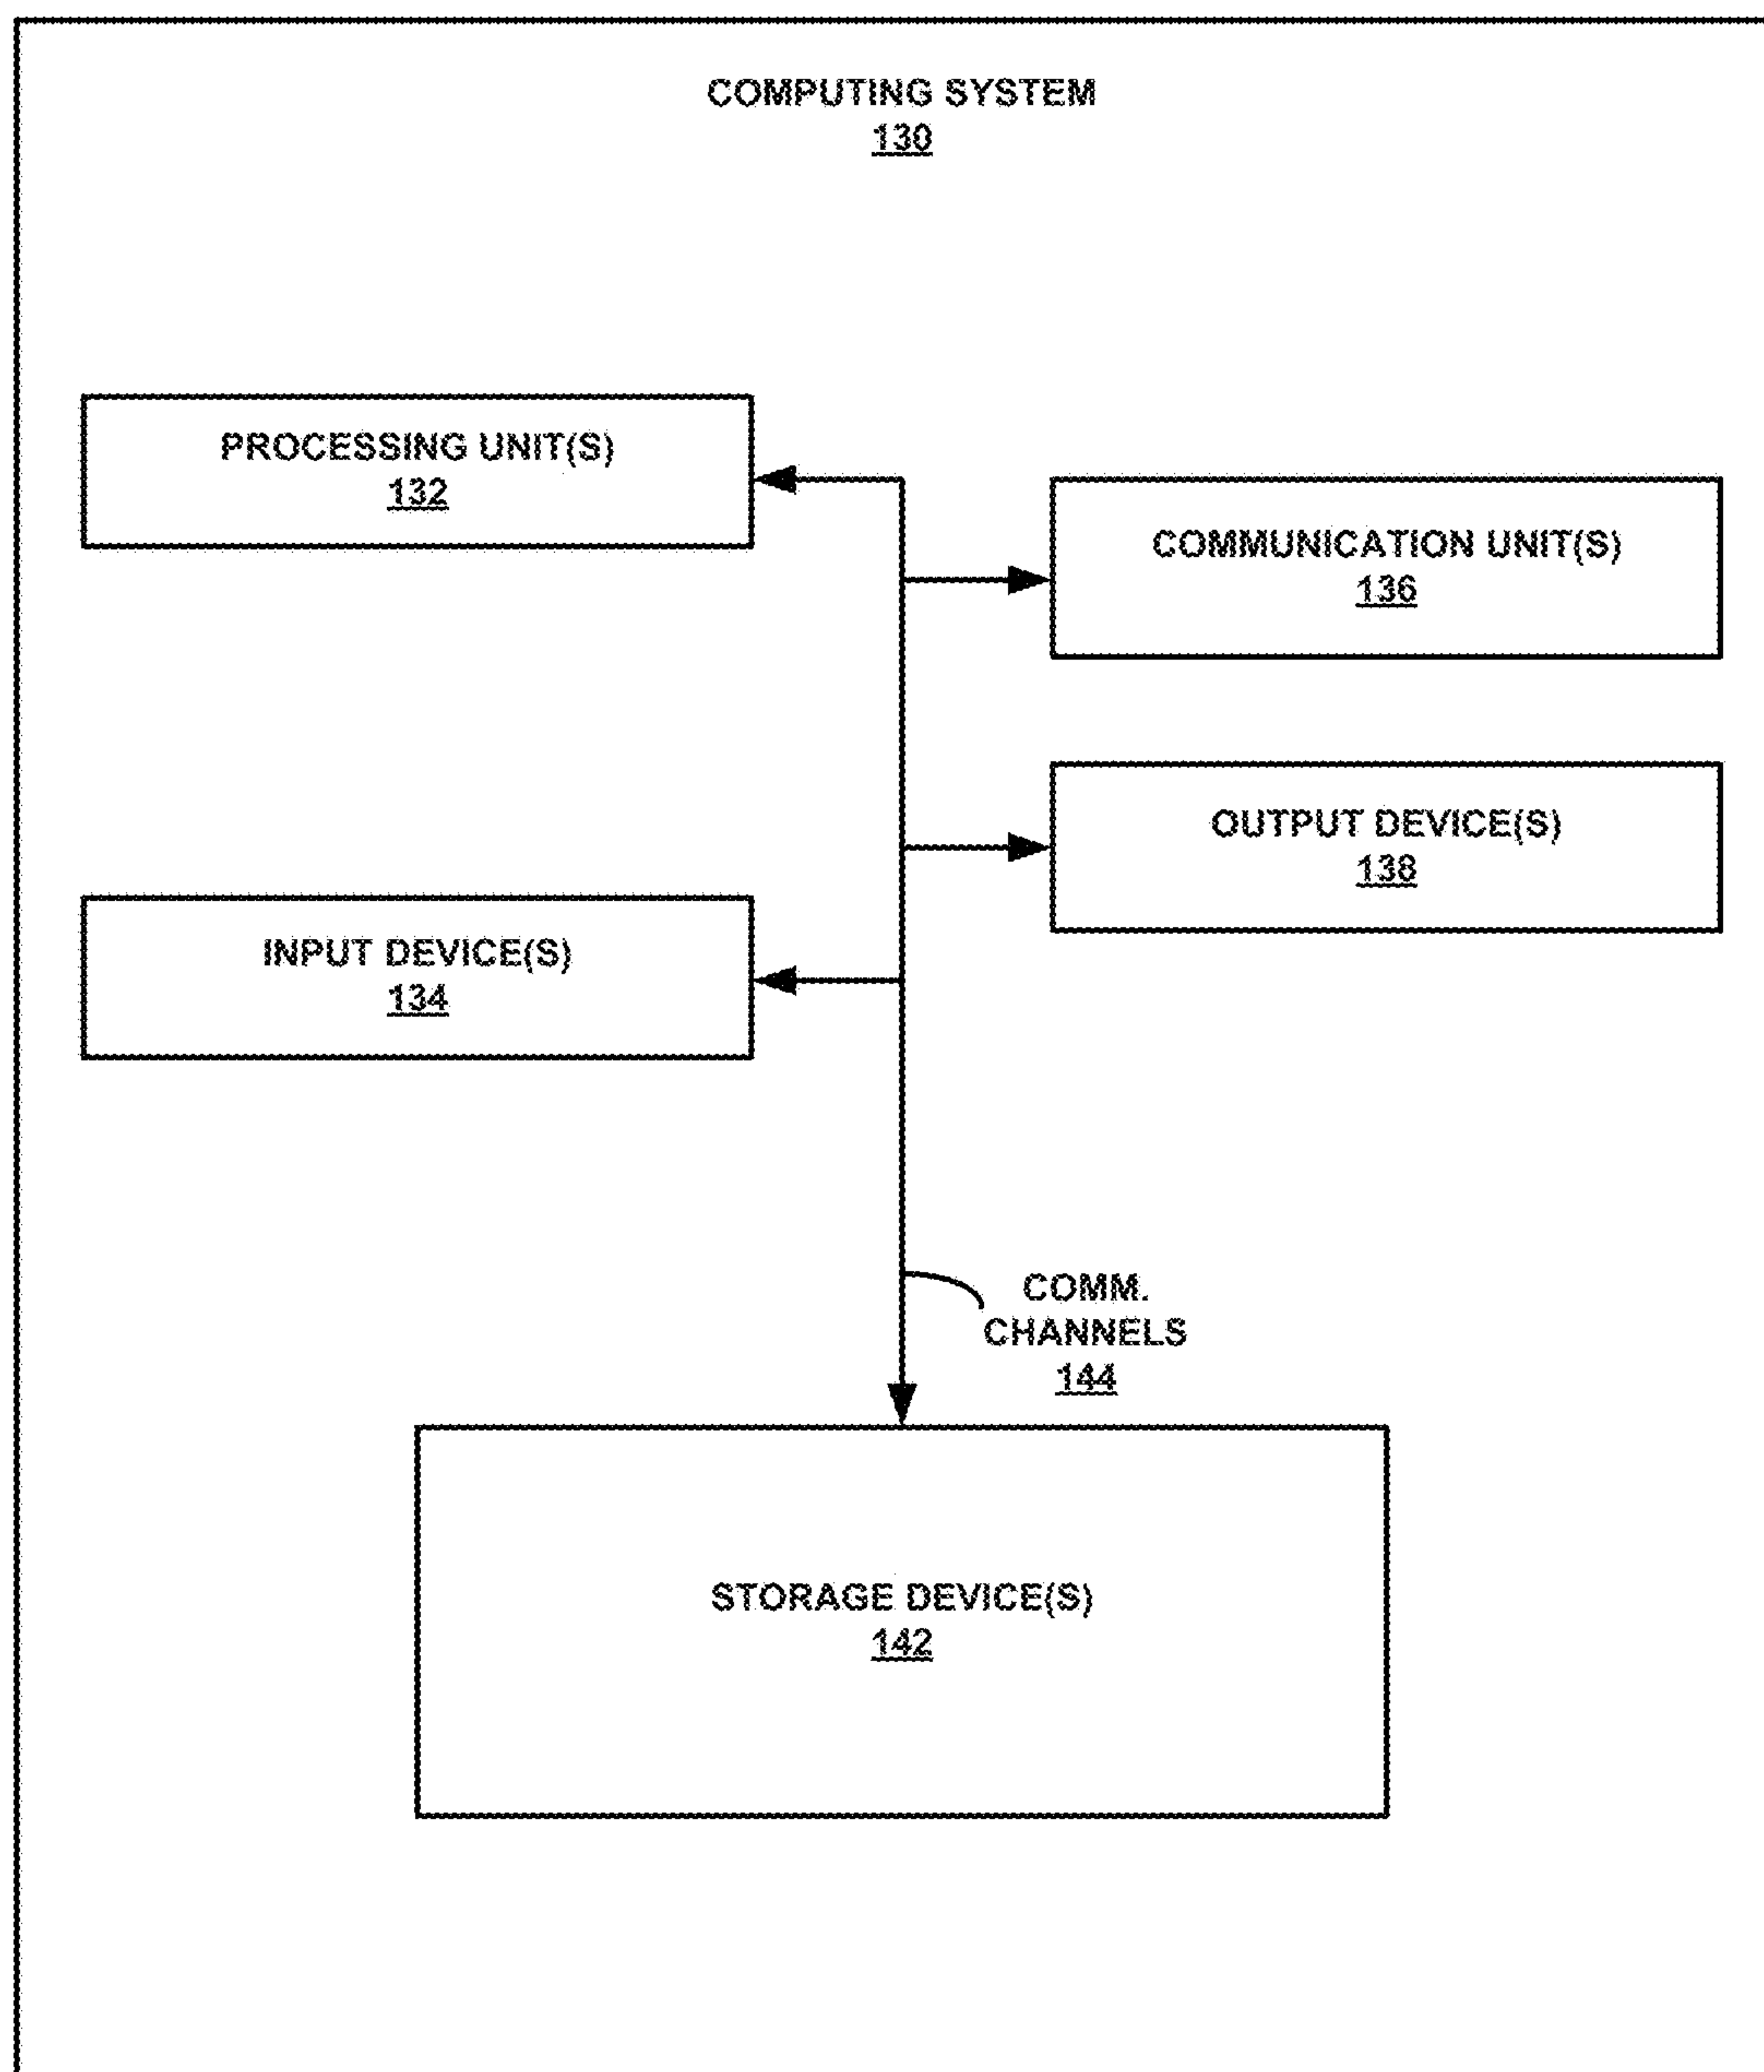 COMPUTING SYSTEM
130
PROCESSING UNIT(S)
132
COMMUNICATION UNIT(S)
136
OUTPUT DEVICE(S)
138
INPUT DEVICE(S)
134
COMM.
CHANNELS
144
STORAGE DEVICE(S)
142